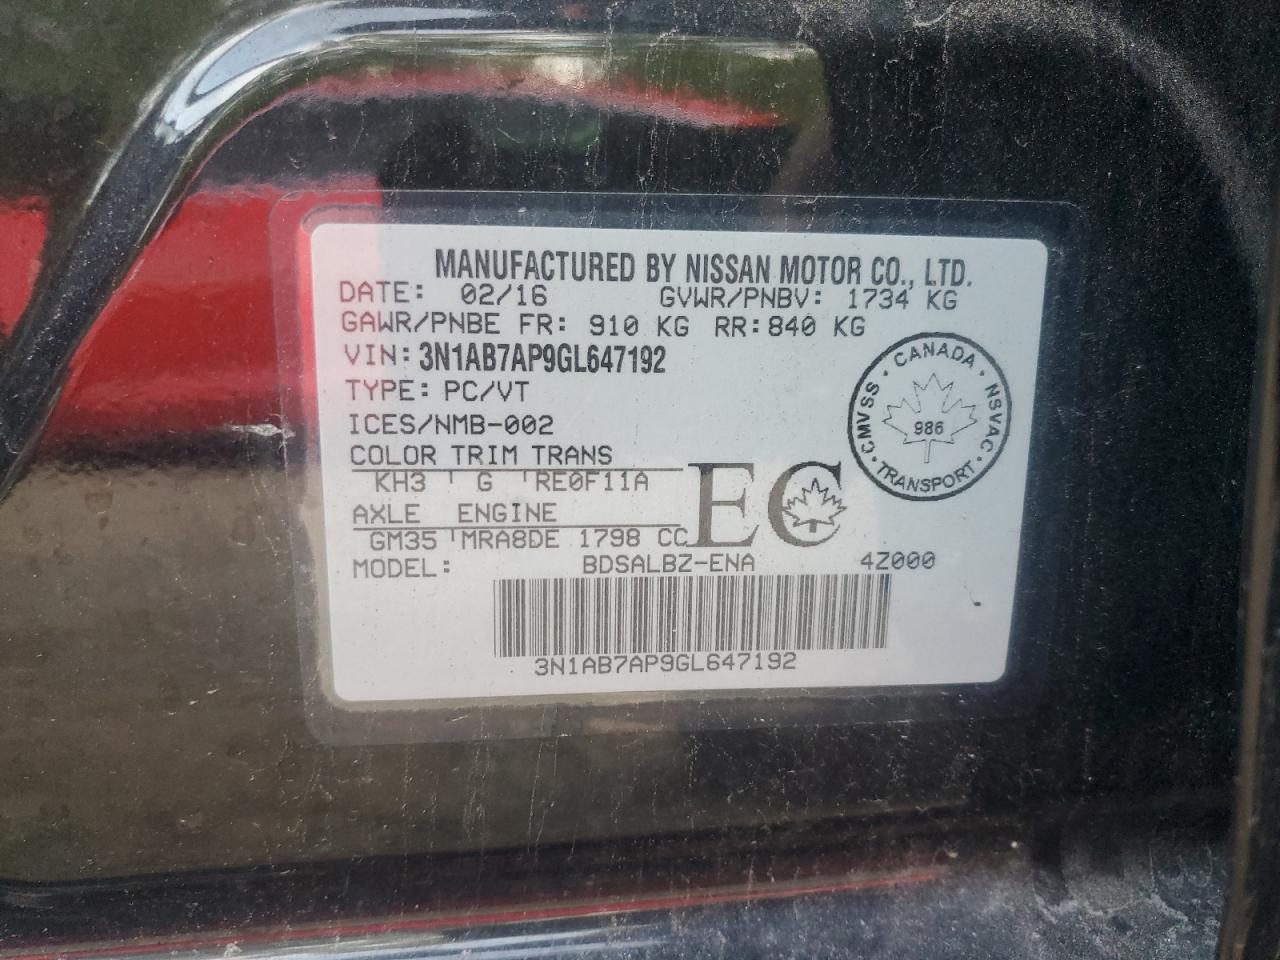 MANUFACTURED BY NISSAN MOTOR CO., LTD.
DATE: 02/16 GVWR/PNBV: 1734 KG
GAWR/PNBE FR: 910 KG RR: 840 KG
VIN: 3N1AB7AP9GL647192
TYPE: PC/VT
ICES/NMB-002
COLOR TRIM TRANS
KH3 G RE0F11A
AXLE ENGINE
GM35 MRA8DE 1798 CC
EC
CMVSS · CANADA · NSVAC · TRANSPORT ·
986
MODEL: BDSALBZ-ENA 4Z000
3N1AB7AP9GL647192